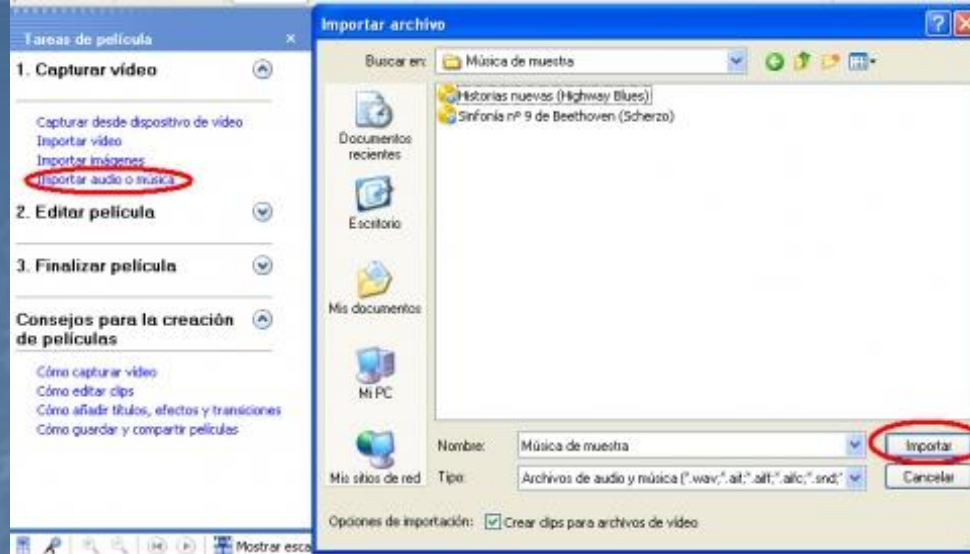 Tareas de película
1. Capturar vídeo
Capturar desde dispositivo de vídeo
Importar vídeo
Importar imágenes
Importar audio o música
2. Editar película
3. Finalizar película
Consejos para la creación
de películas
Cómo capturar vídeo
Cómo editar clips
Cómo añadir títulos, efectos y transiciones
Cómo guardar y compartir películas
Mostrar esca
Importar archivo
Buscar en: Música de muestra
Historias nuevas (Highway Blues)
Sinfonía nº 9 de Beethoven (Scherzo)
Documentos
recientes
Escritorio
Mis documentos
Mi PC
Mis sitios de red
Nombre: Música de muestra
Importar
Tipo: Archivos de audio y música (*.wav;*.aif;*.aiff;*.aifc;*.snd;*
Cancelar
Opciones de importación: Crear clips para archivos de vídeo